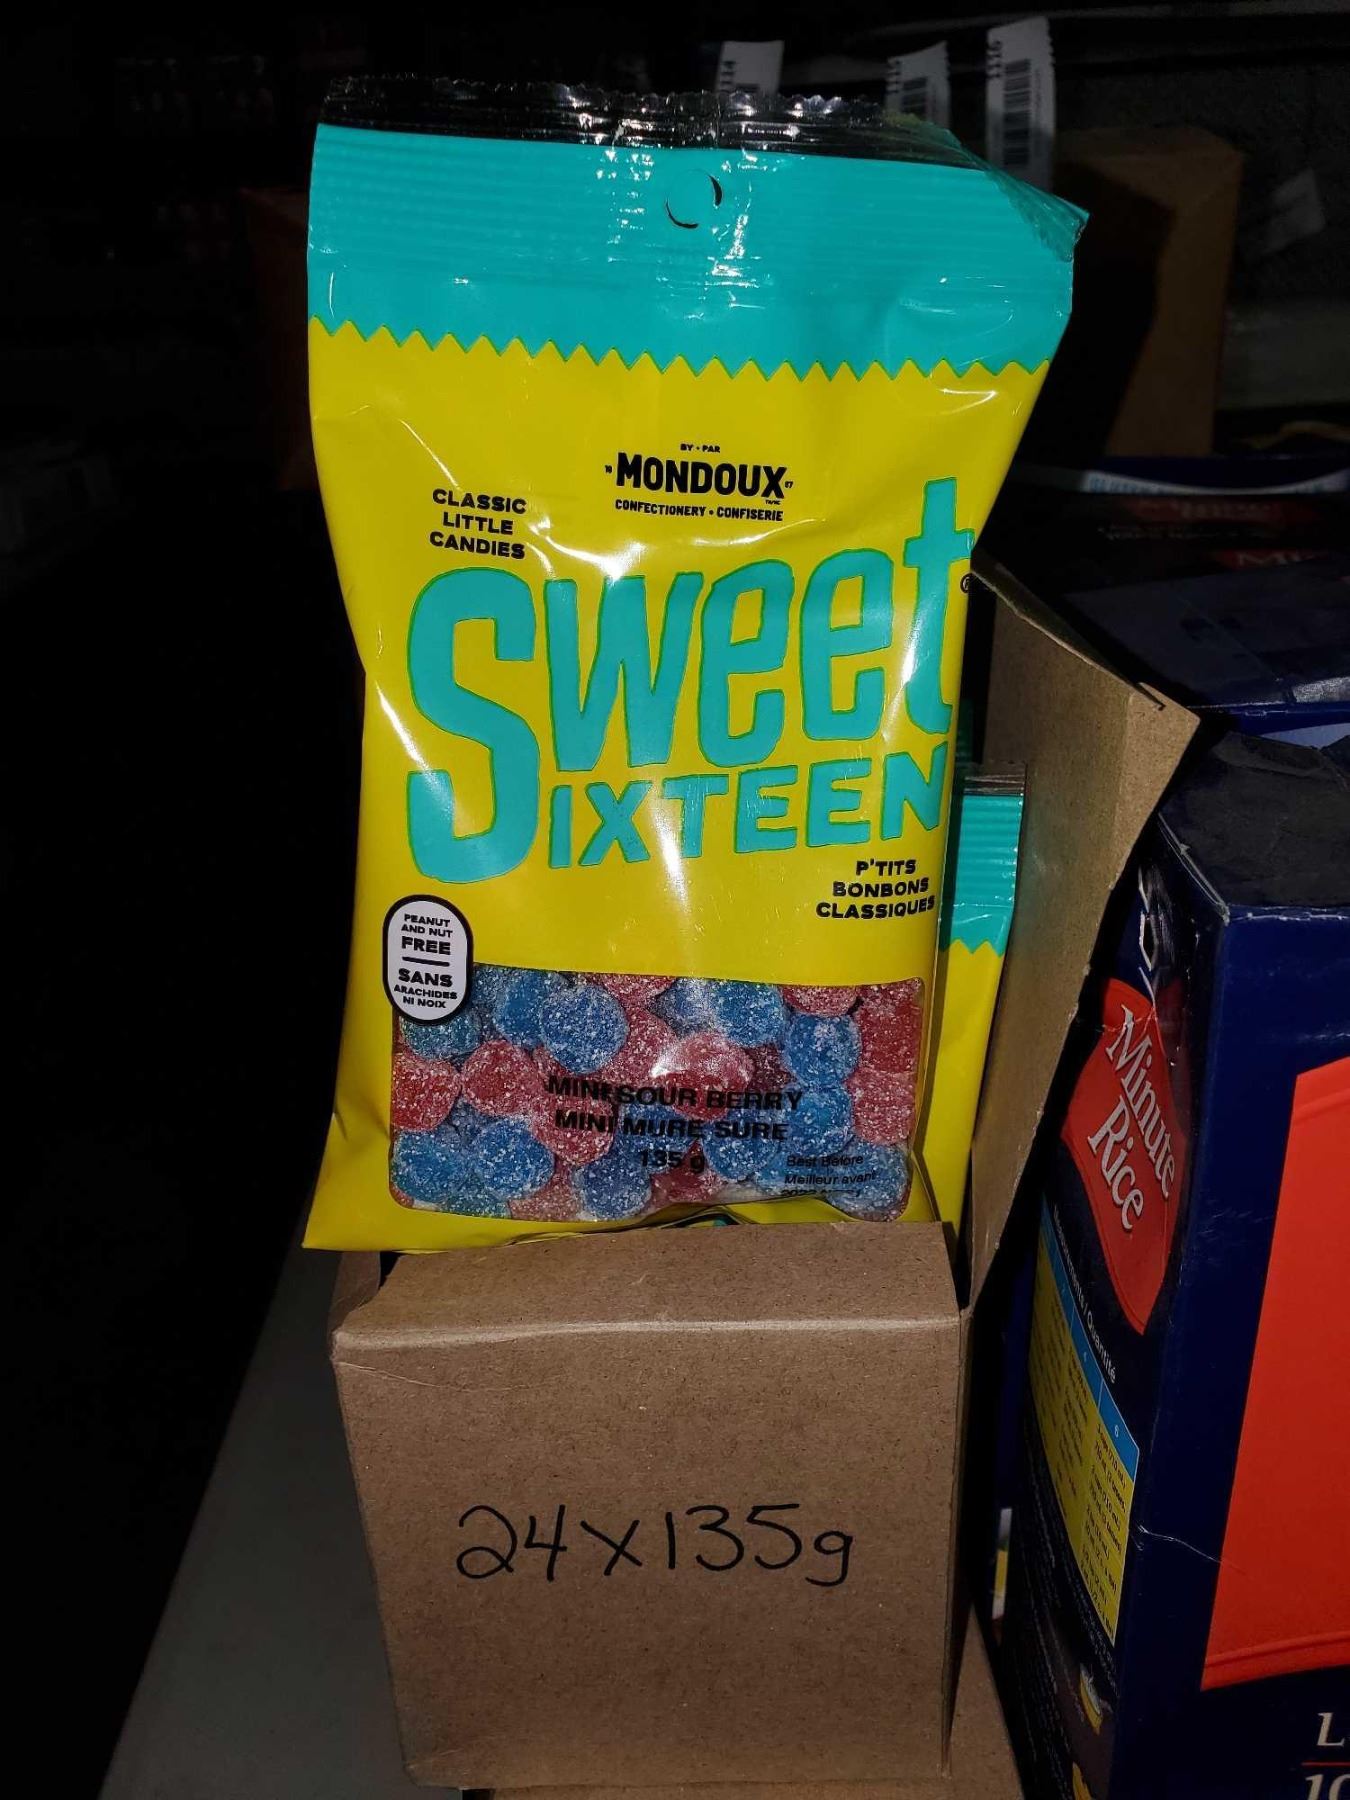 BY • PAR
MONDOUX
CONFECTIONERY • CONFISERIE
CLASSIC
LITTLE
CANDIES
Sweet
SIXTEEN
P'TITS
BONBONS
CLASSIQUES
PEANUT
AND NUT
FREE
SANS
ARACHIDES
NI NOIX
MINI SOUR BERRY
MINI MURE SURE
135 g
Best Before
Meilleur avant
24x135g
Minute
Rice